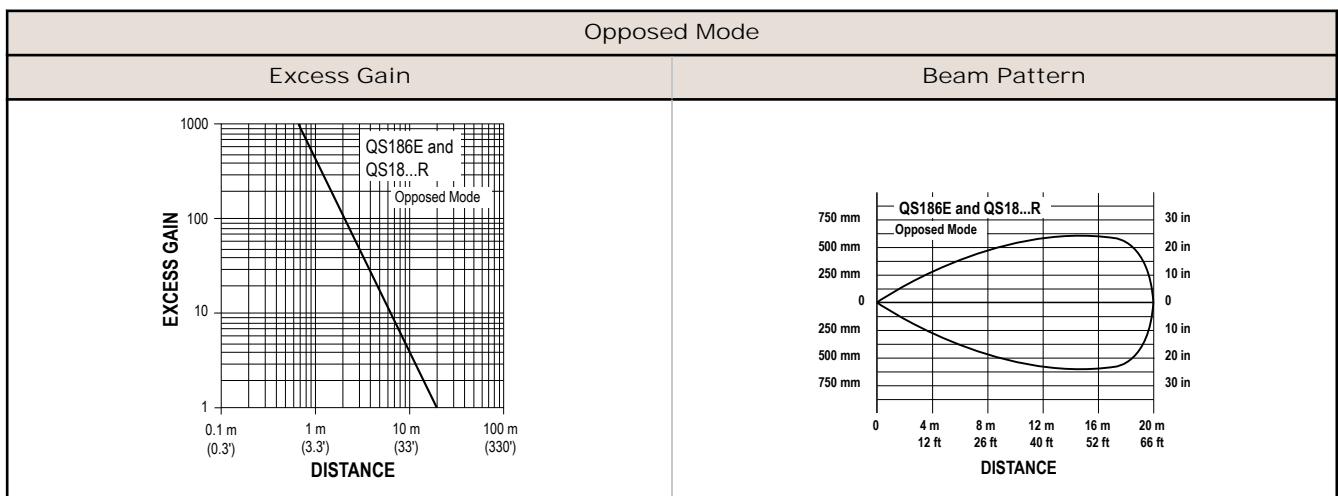 Opposed Mode
Excess Gain
Beam Pattern
1000
100
10
1
EXCESS GAIN
QS186E and
QS18...R
Opposed Mode
0.1 m
(0.3')
1 m
(3.3')
10 m
(33')
100 m
(330')
DISTANCE
QS186E and QS18...R
Opposed Mode
750 mm
500 mm
250 mm
0
250 mm
500 mm
750 mm
30 in
20 in
10 in
0
10 in
20 in
30 in
0
4 m
12 ft
8 m
26 ft
12 m
40 ft
16 m
52 ft
20 m
66 ft
DISTANCE